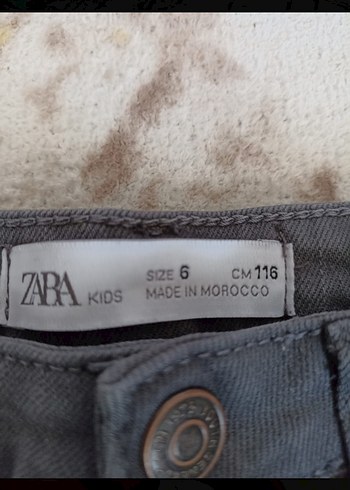 ZARA KIDS
SIZE 6 CM 116
MADE IN MOROCCO